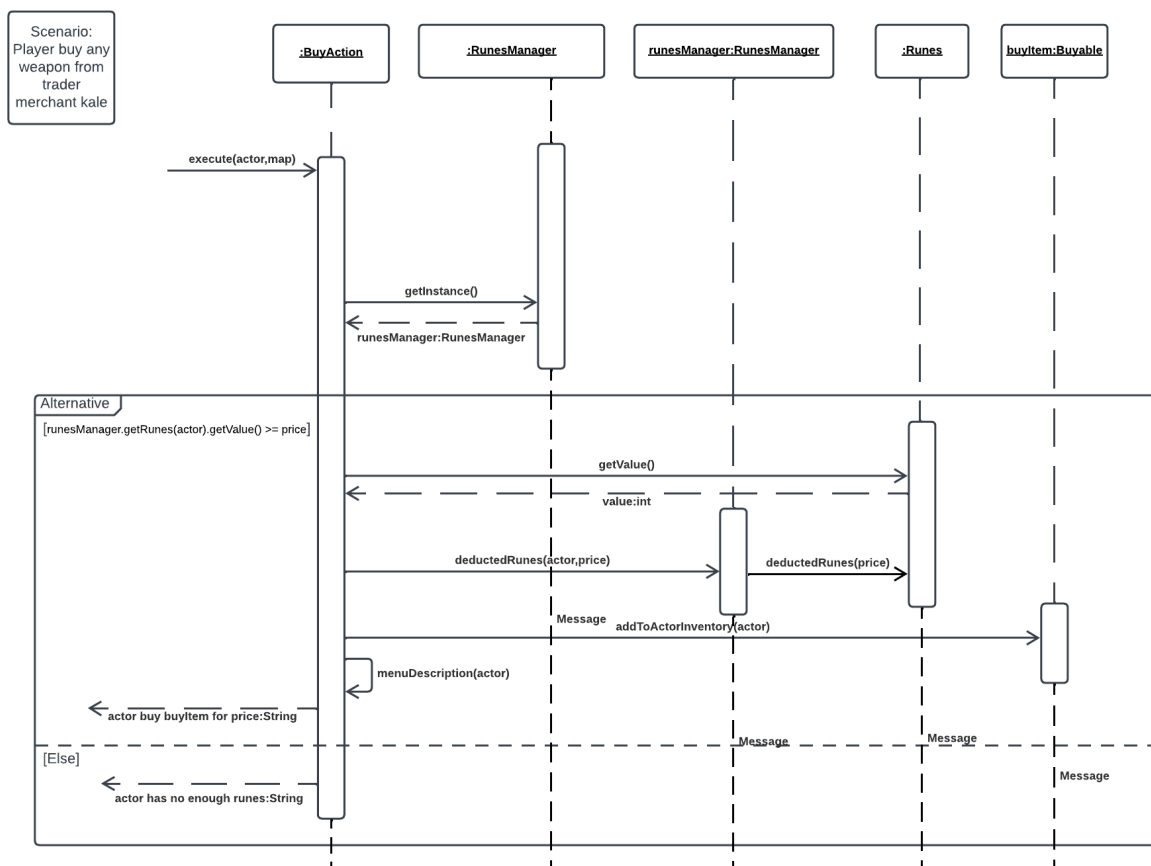 Scenario:
Player buy any
weapon from
trader
merchant kale
:BuyAction
:RunesManager
runesManager:RunesManager
:Runes
buyItem:Buyable
execute(actor,map)
getInstance()
runesManager:RunesManager
Alternative
[runesManager.getRunes(actor).getValue() >= price]
getValue()
value:int
deductedRunes(actor,price)
deductedRunes(price)
Message
addToActorInventory(actor)
menuDescription(actor)
actor buy buyItem for price:String
Message
Message
[Else]
Message
actor has no enough runes:String